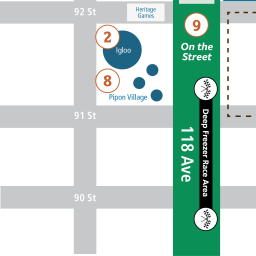 92 St
Heritage
Games
2
Igloo
8
Pipon Village
9
On the
Street
91 St
Deep Freezer Race Area
118 Ave
90 St